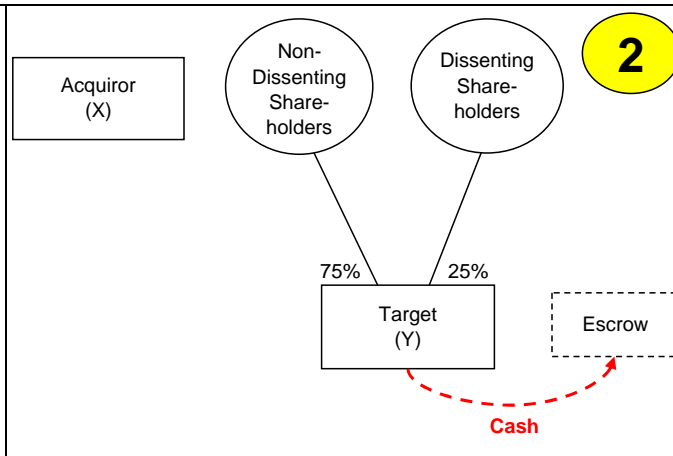 Acquiror
(X)
Non-
Dissenting
Share-
holders
Dissenting
Share-
holders
2
75%
25%
Target
(Y)
Escrow
Cash